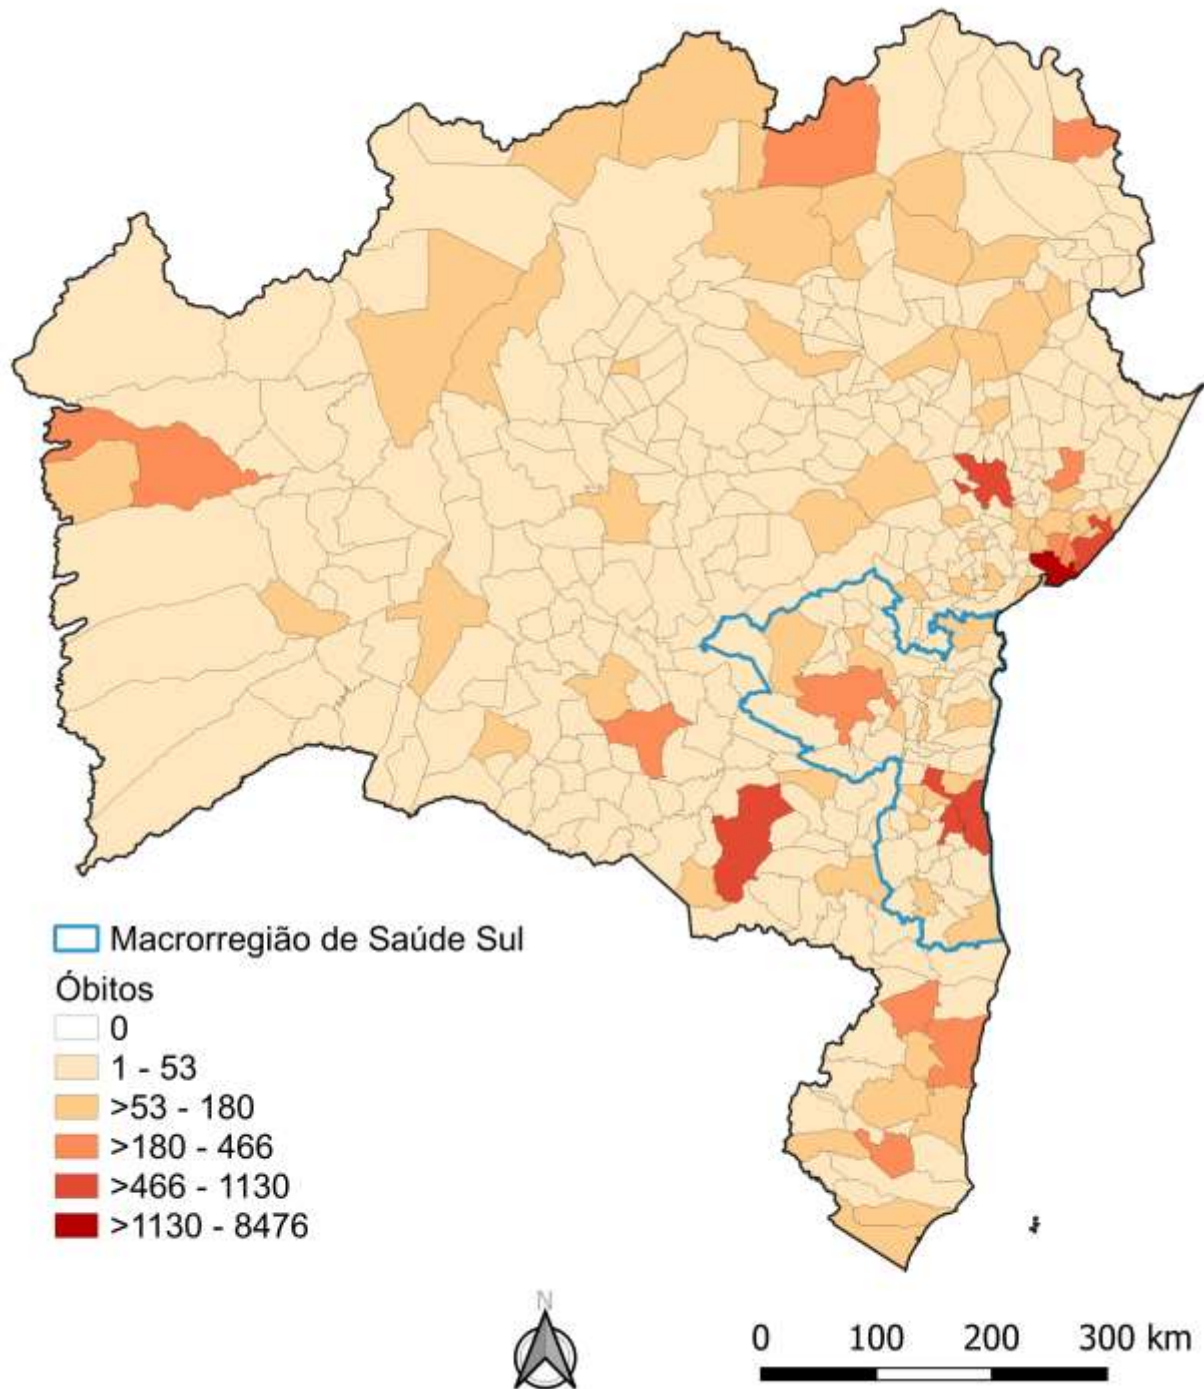 Macrorregião de Saúde Sul
Óbitos
0
1 - 53
>53 - 180
>180 - 466
>466 - 1130
>1130 - 8476
N
0 100 200 300 km